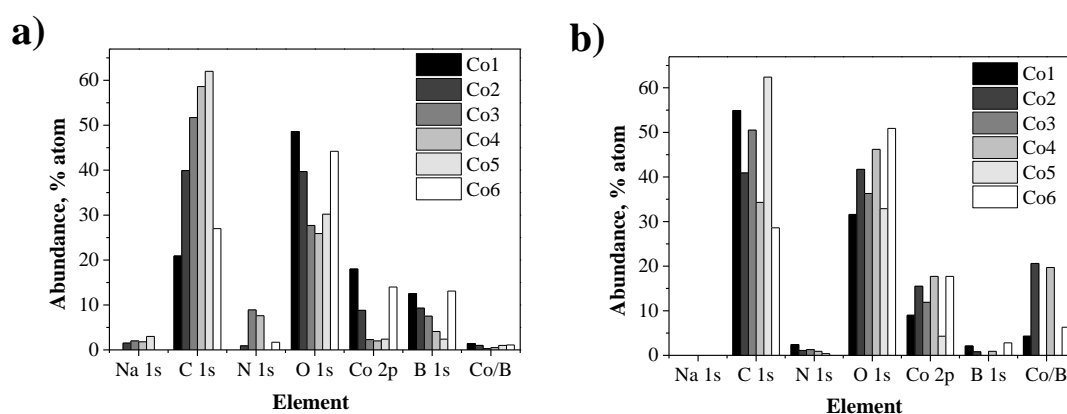 a)
Abundance, % atom
60
50
40
30
20
10
0
Co1
Co2
Co3
Co4
Co5
Co6
Na 1s C 1s N 1s O 1s Co 2p B 1s Co/B
Element
b)
Abundance, % atom
60
50
40
30
20
10
0
Co1
Co2
Co3
Co4
Co5
Co6
Na 1s C 1s N 1s O 1s Co 2p B 1s Co/B
Element